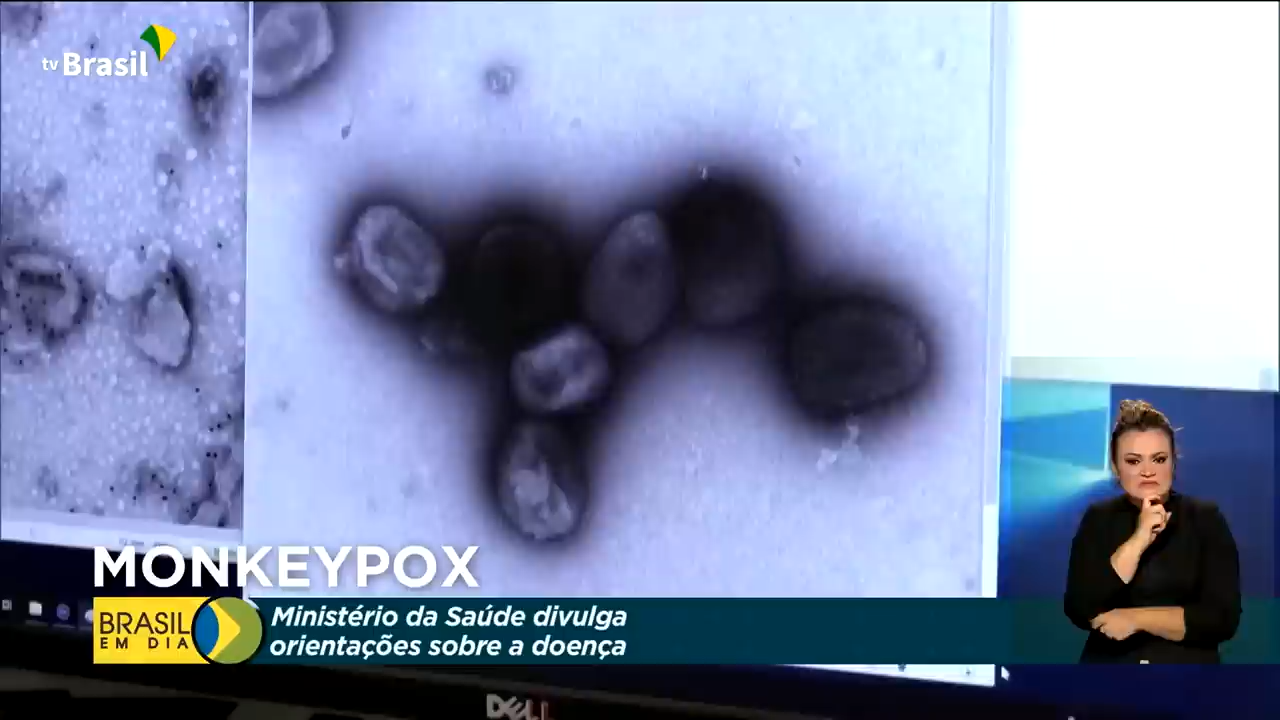 tv Brasil
MONKEYPOX
BRASIL
EM DIA
Ministério da Saúde divulga
orientações sobre a doença
DELL